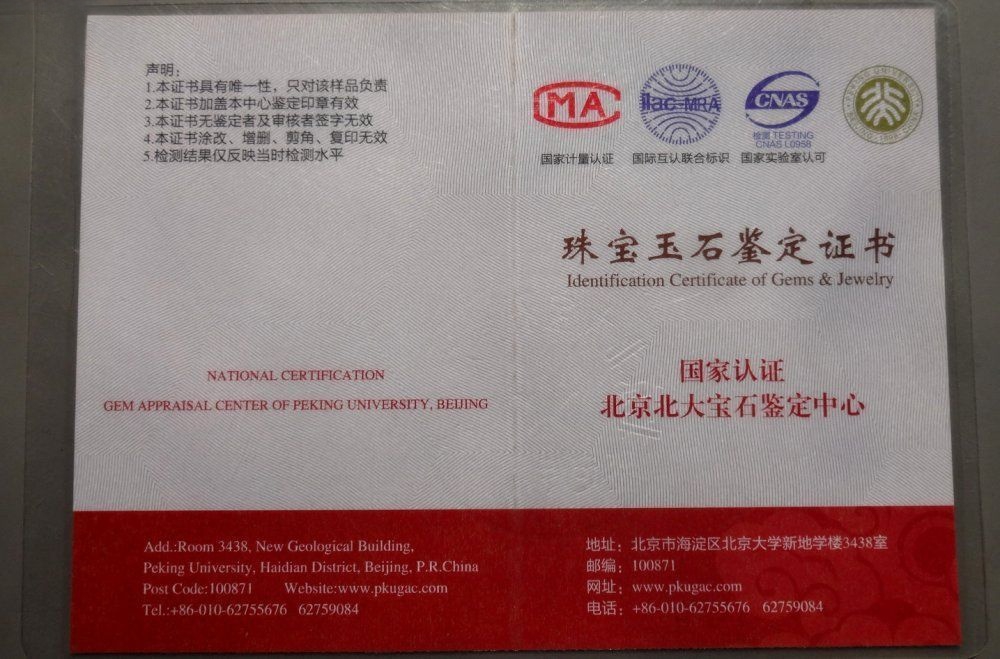 声明：
1.本证书具有唯一性，只对该样品负责
2.本证书加盖本中心鉴定印章有效
3.本证书无鉴定者及审核者签字无效
4.本证书涂改、增删、剪角、复印无效
5.检测结果仅反映当时检测水平
NATIONAL CERTIFICATION
GEM APPRAISAL CENTER OF PEKING UNIVERSITY, BEIJING
Add.:Room 3438, New Geological Building,
Peking University, Haidian District, Beijing, P.R.China
Post Code:100871 Website:www.pkugac.com
Tel.:+86-010-62755676 62759084
MA
ilac-MRA
CNAS
检测 TESTING
CNAS L0958
国家计量认证 国际互认联合标识 国家实验室认可
珠宝玉石鉴定证书
Identification Certificate of Gems & Jewelry
国家认证
北京北大宝石鉴定中心
地址：北京市海淀区北京大学新地学楼3438室
邮编：100871
网址：www.pkugac.com
电话：+86-010-62755676 62759084